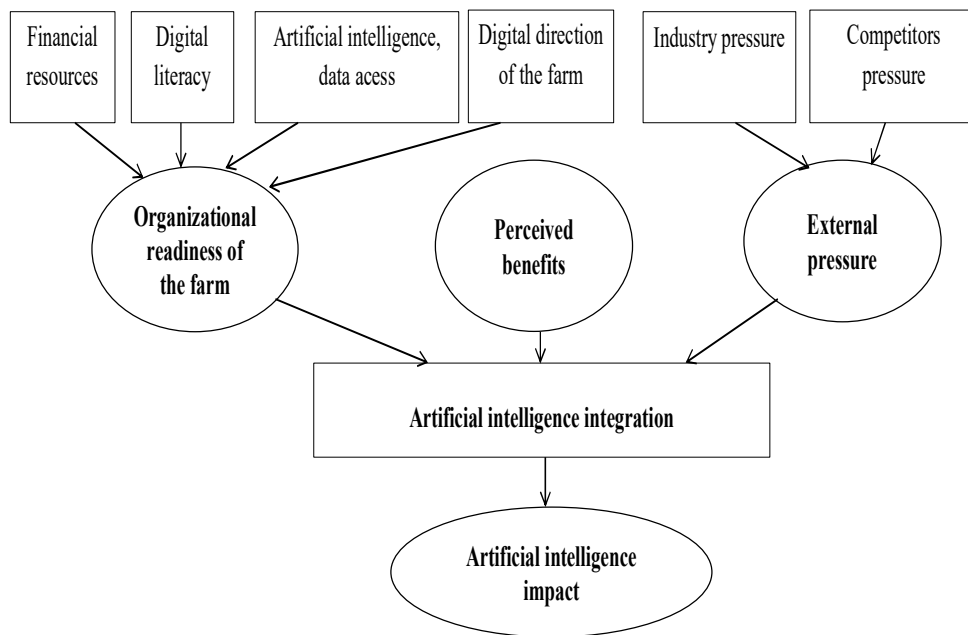 Financial
resources
Digital
literacy
Artificial intelligence,
data acess
Digital direction
of the farm
Industry pressure
Competitors
pressure
Organizational
readiness of
the farm
Perceived
benefits
External
pressure
Artificial intelligence integration
Artificial intelligence
impact